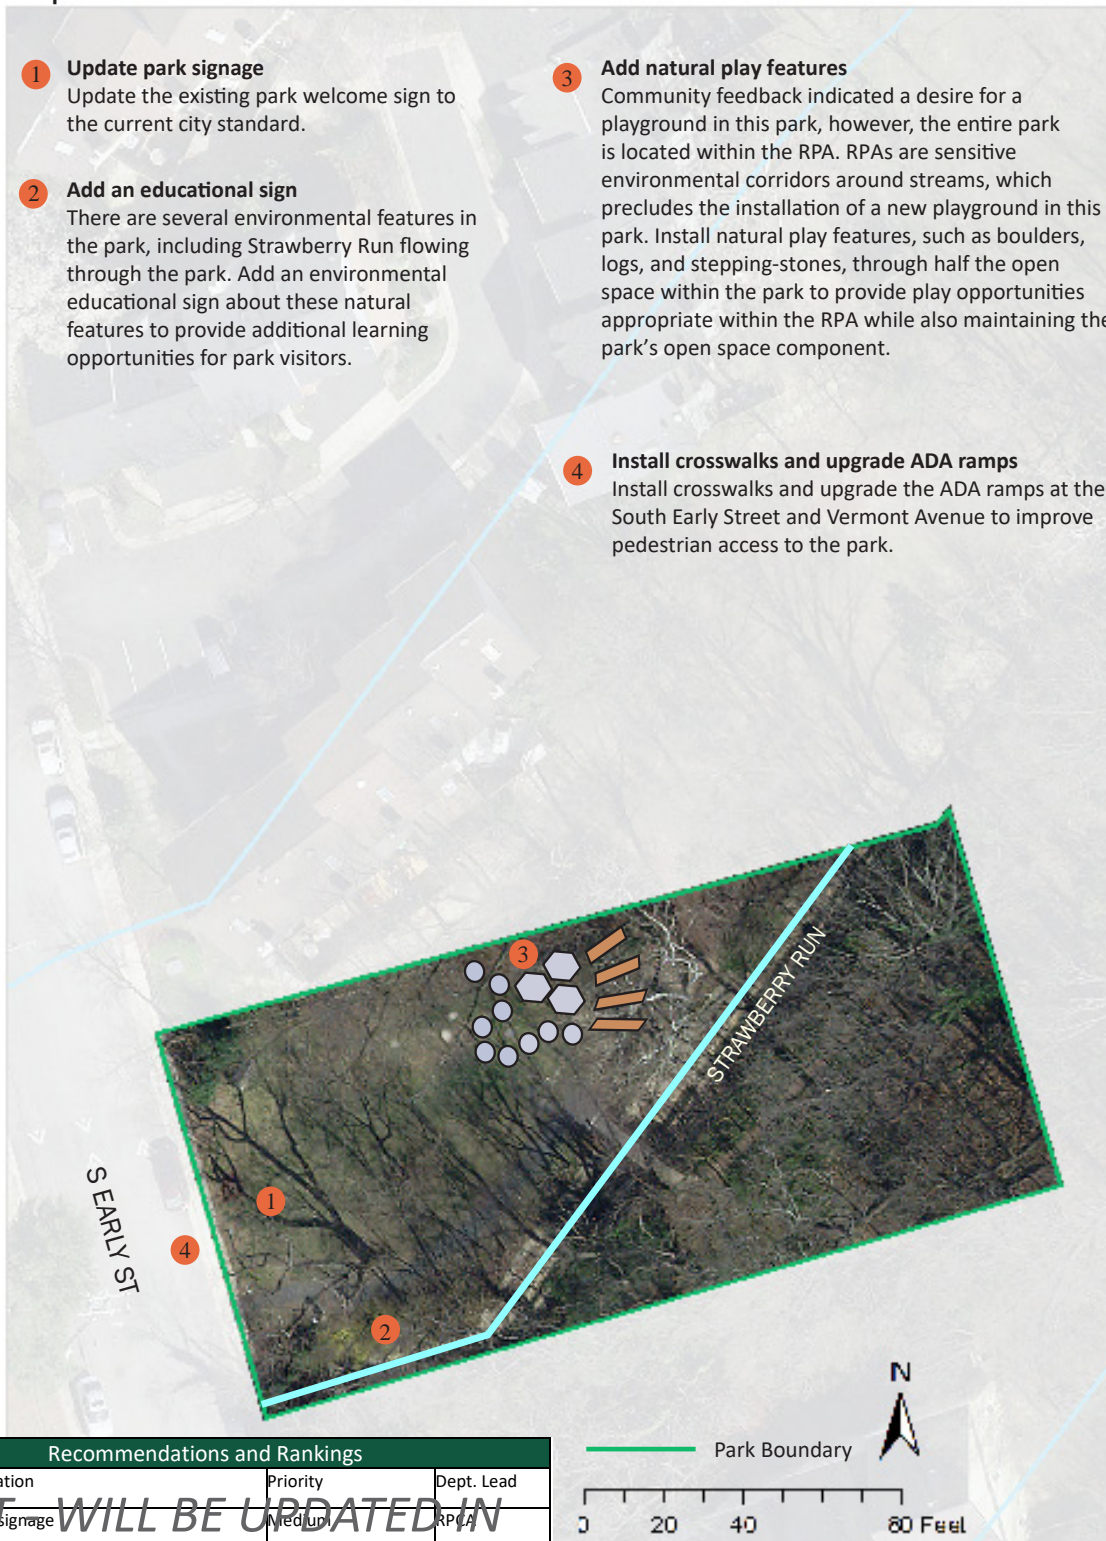 1 Update park signage
Update the existing park welcome sign to
the current city standard.
2 Add an educational sign
There are several environmental features in
the park, including Strawberry Run flowing
through the park. Add an environmental
educational sign about these natural
features to provide additional learning
opportunities for park visitors.
3 Add natural play features
Community feedback indicated a desire for a
playground in this park, however, the entire park
is located within the RPA. RPAs are sensitive
environmental corridors around streams, which
precludes the installation of a new playground in this
park. Install natural play features, such as boulders,
logs, and stepping-stones, through half the open
space within the park to provide play opportunities
appropriate within the RPA while also maintaining the
park's open space component.
4 Install crosswalks and upgrade ADA ramps
Install crosswalks and upgrade the ADA ramps at the
South Early Street and Vermont Avenue to improve
pedestrian access to the park.
3
STRAWBERRY RUN
1
S EARLY ST
4
2
N
Park Boundary
0 20 40 80 Feet
Recommendations and Rankings
ation Priority Dept. Lead
signage Medium RPCA
WILL BE UPDATED IN